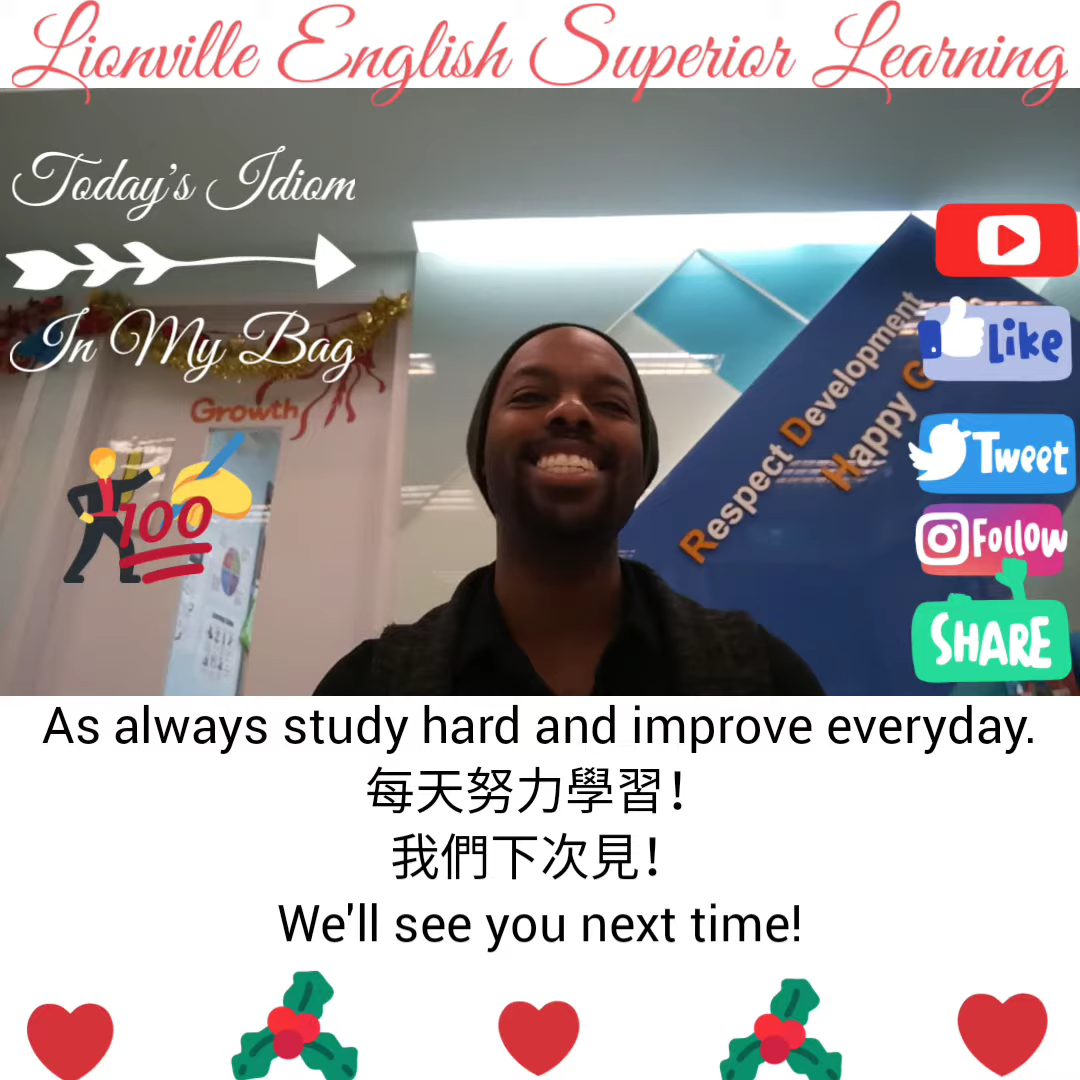 Lionville English Superior Learning
Today's Idiom
In My Bag
Growth
100
Respect Development
Happy G
Like
Tweet
Follow
SHARE
As always study hard and improve everyday.
每天努力學習！
我們下次見！
We'll see you next time!